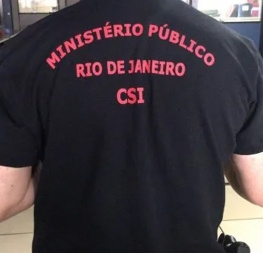 MINISTÉRIO PÚBLICO
RIO DE JANEIRO
CSI